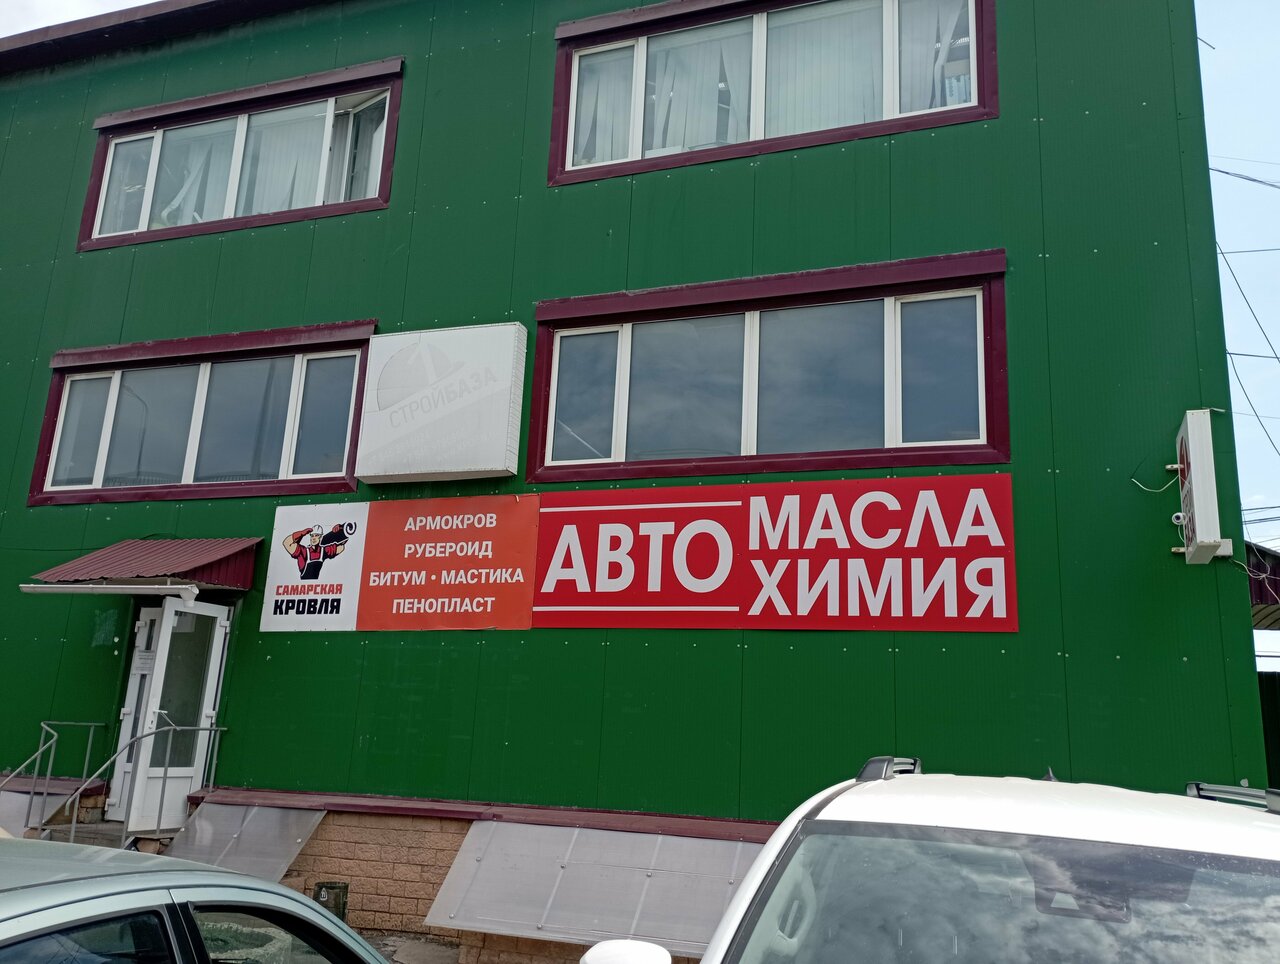 СТРОЙБАЗА
САМАРСКАЯ
КРОВЛЯ
АРМОКРОВ
РУБЕРОИД
БИТУМ • МАСТИКА
ПЕНОПЛАСТ
АВТО
МАСЛА
ХИМИЯ